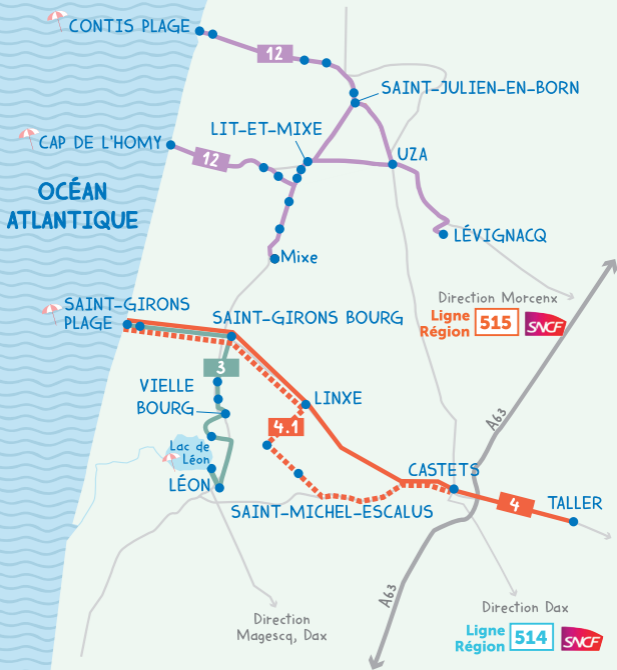 CONTIS PLAGE
12
SAINT-JULIEN-EN-BORN
LIT-ET-MIXE
CAP DE L'HOMY
12
UZA
OCÉAN
ATLANTIQUE
LÉVIGNACQ
Mixe
Direction Morcenx
Ligne
Région
515
SNCF
SAINT-GIRONS
PLAGE
SAINT-GIRONS BOURG
3
VIELLE
BOURG
LINXE
4.1
A63
Lac de
Léon
LÉON
CASTETS
4
TALLER
SAINT-MICHEL-ESCALUS
A63
Direction
Magescq, Dax
Direction Dax
Ligne
Région
514
SNCF